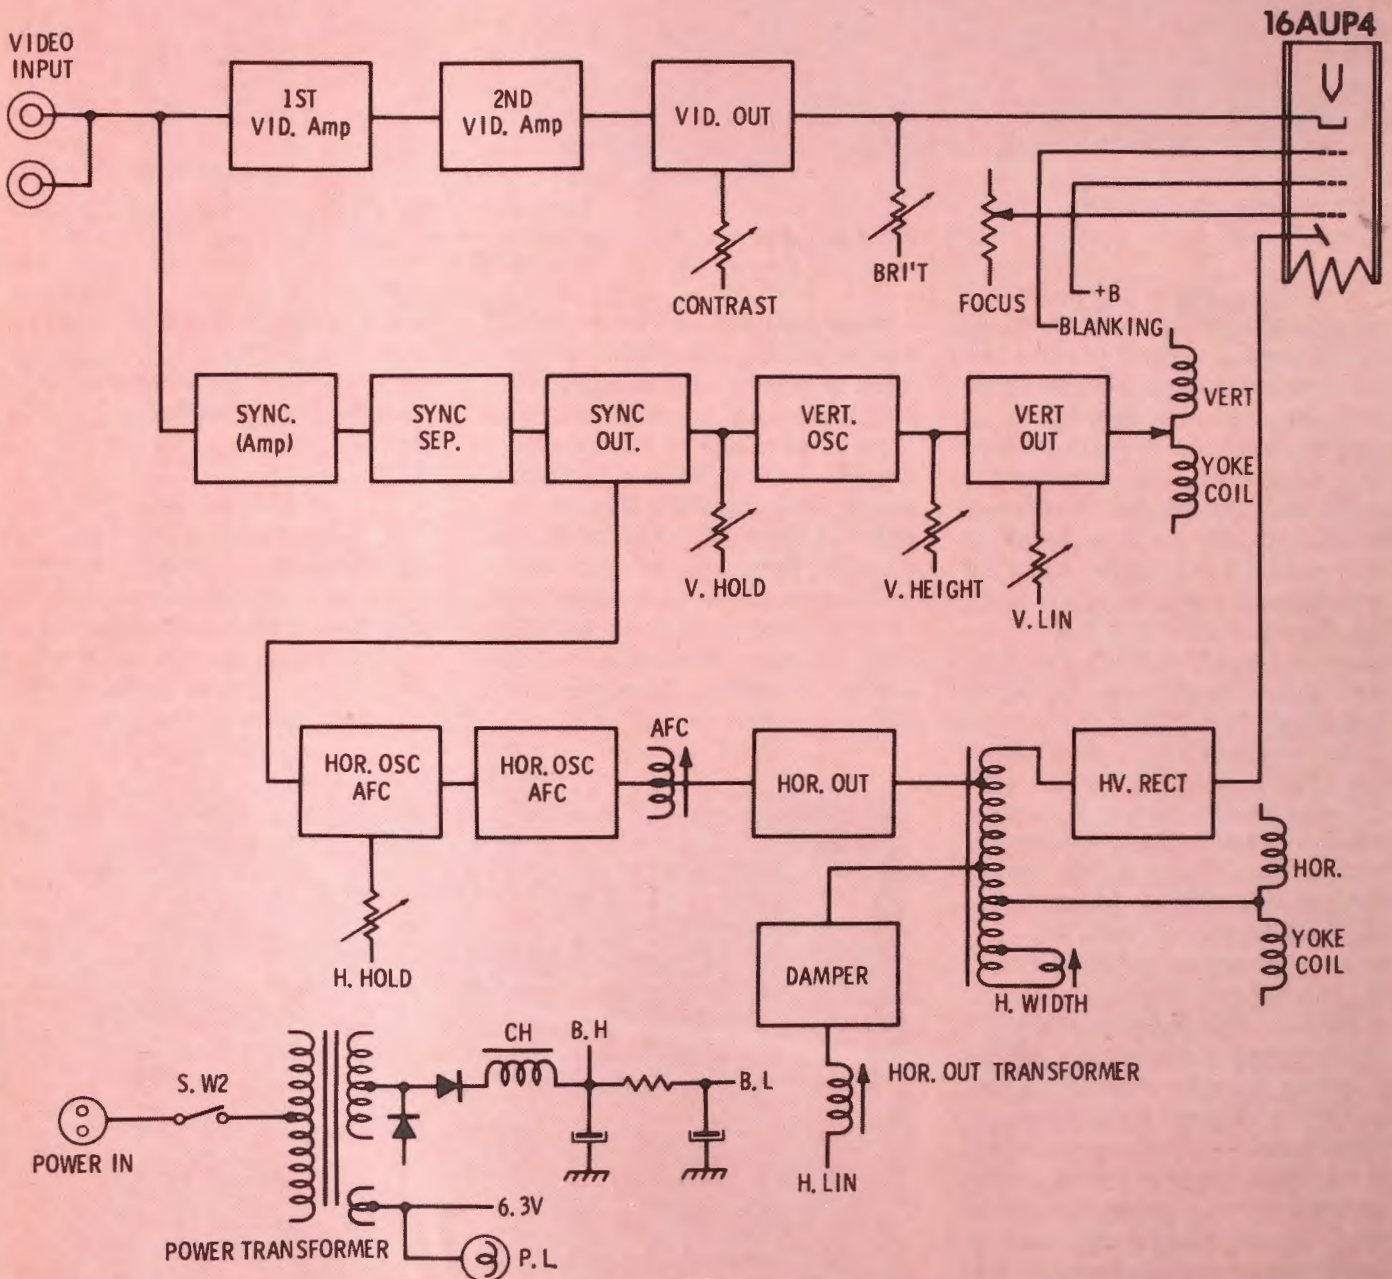 16AUP4
VIDEO
INPUT
1ST
VID. Amp
2ND
VID. Amp
VID. OUT
CONTRAST
BRI'T
FOCUS
+B
BLANKING
SYNC.
(Amp)
SYNC
SEP.
SYNC
OUT.
VERT.
OSC
VERT
OUT
VERT
YOKE
COIL
V. HOLD
V. HEIGHT
V. LIN
HOR. OSC
AFC
HOR. OSC
AFC
AFC
HOR. OUT
HV. RECT
HOR.
YOKE
COIL
H. HOLD
DAMPER
H. WIDTH
HOR. OUT TRANSFORMER
H. LIN
S. W2
CH
B. H
B. L
POWER IN
6.3V
POWER TRANSFORMER
P. L